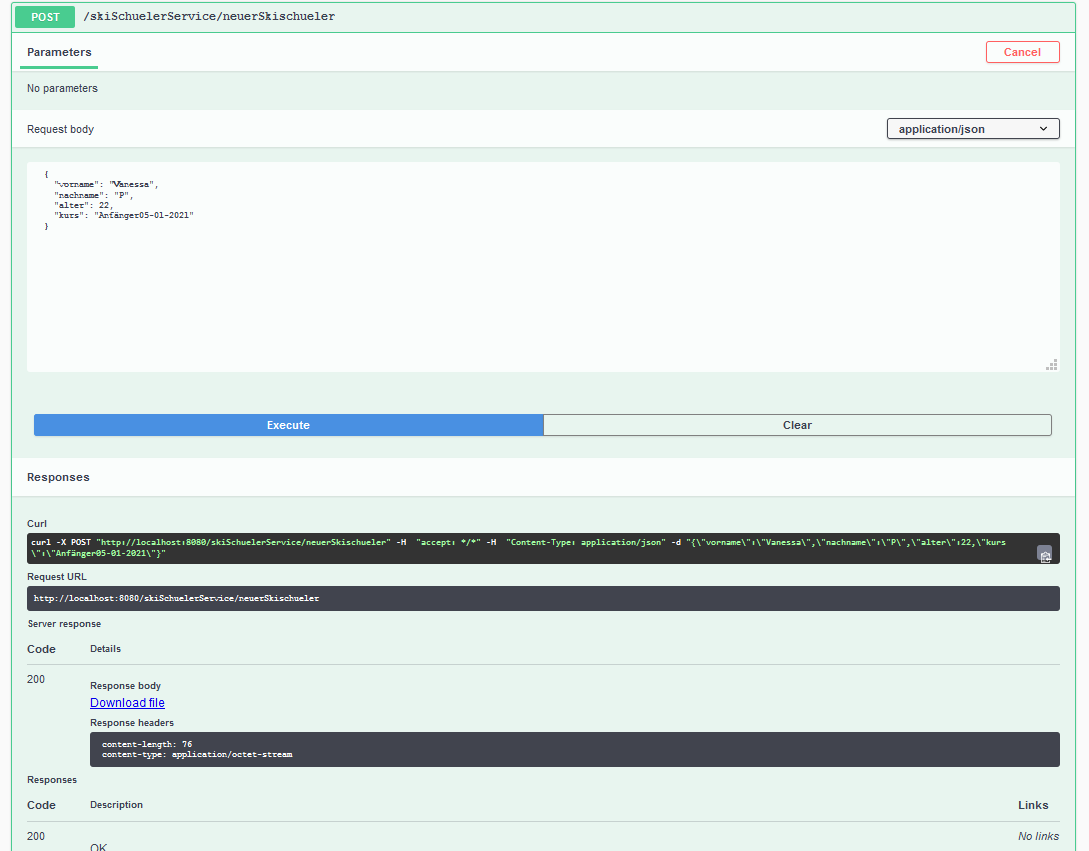 POST /skiSchuelerService/neuerSkischueler
Parameters Cancel
No parameters
Request body application/json
{
"vorname": "Vanessa",
"nachname": "P",
"alter": 22,
"kurs": "Anfänger05-01-2021"
}
Execute Clear
Responses
Curl
curl -X POST "http://localhost:8080/skiSchuelerService/neuerSkischueler" -H  "accept: */*" -H  "Content-Type: application/json" -d "{\"vorname\":\"Vanessa\",\"nachname\":\"P\",\"alter\":22,\"kurs
\":\"Anfänger05-01-2021\"}"
Request URL
http://localhost:8080/skiSchuelerService/neuerSkischueler
Server response
Code Details
200
Response body
Download file
Response headers
content-length: 76
content-type: application/octet-stream
Responses
Code Description Links
200 No links
OK